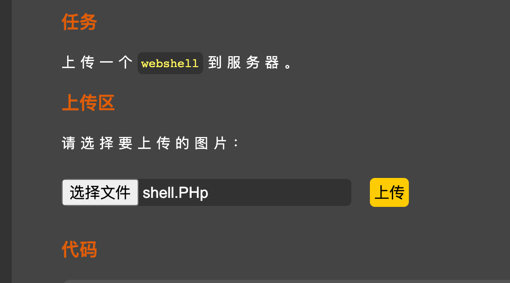 任务
上传一个 webshell 到服务器。
上传区
请选择要上传的图片：
选择文件 shell.PHp 上传
代码